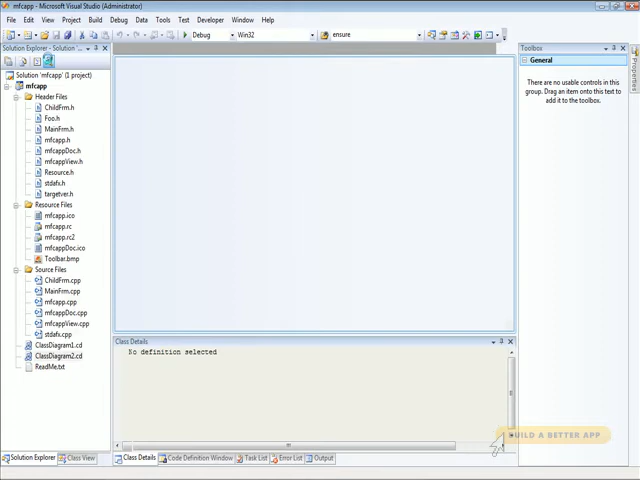 mfcapp - Microsoft Visual Studio (Administrator)
File Edit View Project Build Debug Data Tools Test Developer Window Help
Debug Win32 ensure
Solution Explorer - Solution '...
Toolbox
Properties
General
There are no usable controls in this
group. Drag an item onto this text to
add it to the toolbox.
Solution 'mfcapp' (1 project)
mfcapp
Header Files
ChildFrm.h
Foo.h
MainFrm.h
mfcapp.h
mfcappDoc.h
mfcappView.h
Resource.h
stdafx.h
targetver.h
Resource Files
mfcapp.ico
mfcapp.rc
mfcapp.rc2
mfcappDoc.ico
Toolbar.bmp
Source Files
ChildFrm.cpp
MainFrm.cpp
mfcapp.cpp
mfcappDoc.cpp
mfcappView.cpp
stdafx.cpp
ClassDiagram1.cd
ClassDiagram2.cd
ReadMe.txt
Class Details
No definition selected
BUILD A BETTER APP
Solution Explorer Class View
Class Details Code Definition Window Task List Error List Output